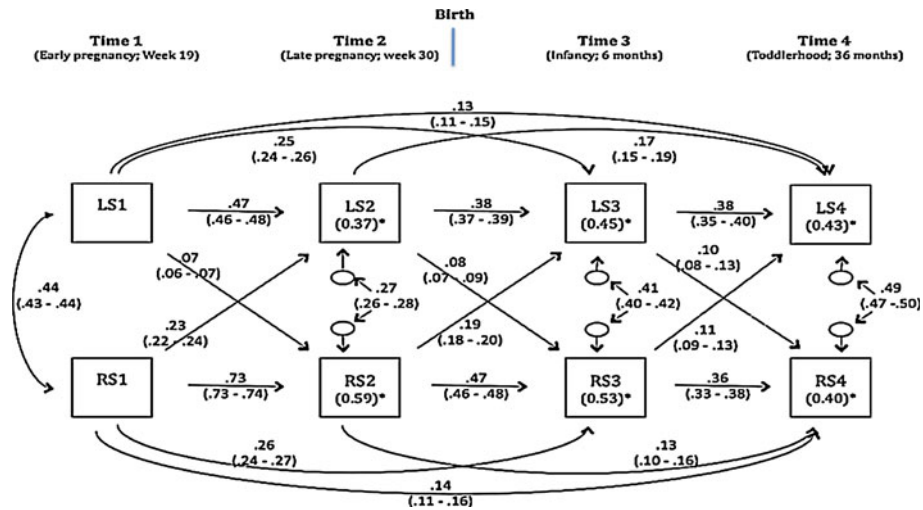 Birth
Time 1
(Early pregnancy; Week 19)
Time 2
(Late pregnancy; week 30)
Time 3
(Infancy; 6 months)
Time 4
(Toddlerhood; 36 months)
.13
(.11 - .15)
.25
(.24 - .26)
.17
(.15 - .19)
LS1
.47
(.46 - .48)
LS2
(0.37)*
.38
(.37 - .39)
LS3
(0.45)*
.38
(.35 - .40)
LS4
(0.43)*
.07
(.06 - .07)
.08
(.07 - .09)
.10
(.08 - .13)
.44
(.43 - .44)
.27
(.26 - .28)
.41
(.40 - .42)
.49
(.47 -.50)
.23
(.22 - .24)
.19
(.18 - .20)
.11
(.09 - .13)
RS1
.73
(.73 - .74)
RS2
(0.59)*
.47
(.46 - .48)
RS3
(0.53)*
.36
(.33 - .38)
RS4
(0.40)*
.26
(.24 - .27)
.13
(.10 - .16)
.14
(.11 - .16)